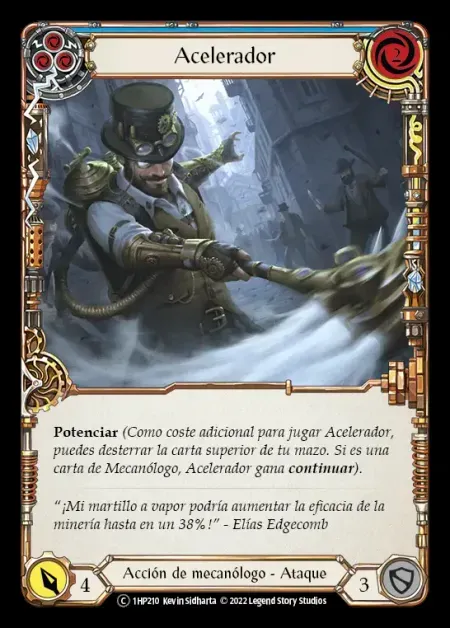 Acelerador
2
Potenciar (Como coste adicional para jugar Acelerador,
puedes desterrar la carta superior de tu mazo. Si es una
carta de Mecanólogo, Acelerador gana continuar).
“¡Mi martillo a vapor podría aumentar la eficacia de la
minería hasta en un 38%!” - Elías Edgecomb
4
Acción de mecanólogo - Ataque
3
C 1HP210 Kevin Sidharta © 2022 Legend Story Studios